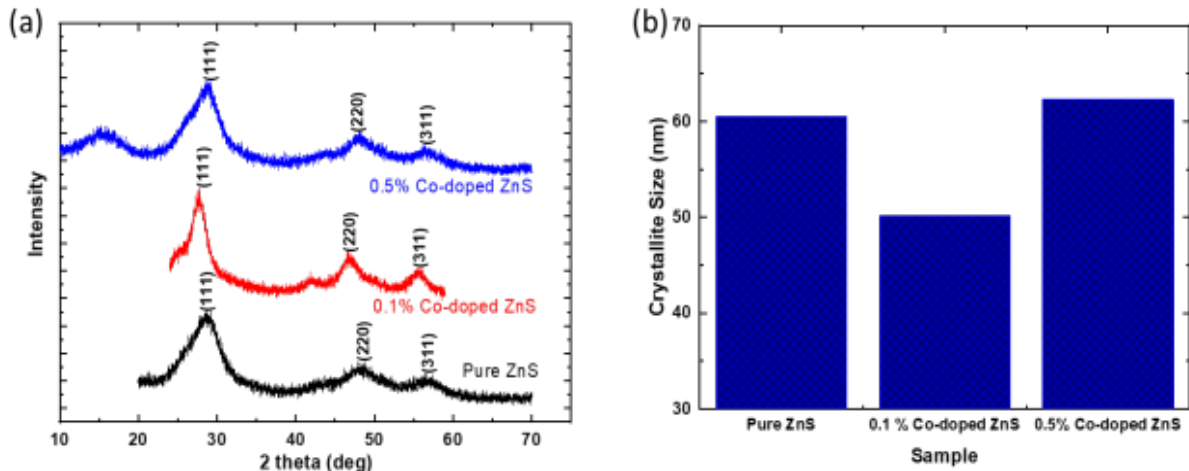 (a)
Intensity
(111)
(220)
(311)
0.5% Co-doped ZnS
(111)
(220)
(311)
0.1% Co-doped ZnS
(111)
(220)
(311)
Pure ZnS
10 20 30 40 50 60 70
2 theta (deg)
(b)
Crystallite Size (nm)
70
60
50
40
30
Pure ZnS 0.1 % Co-doped ZnS 0.5% Co-doped ZnS
Sample